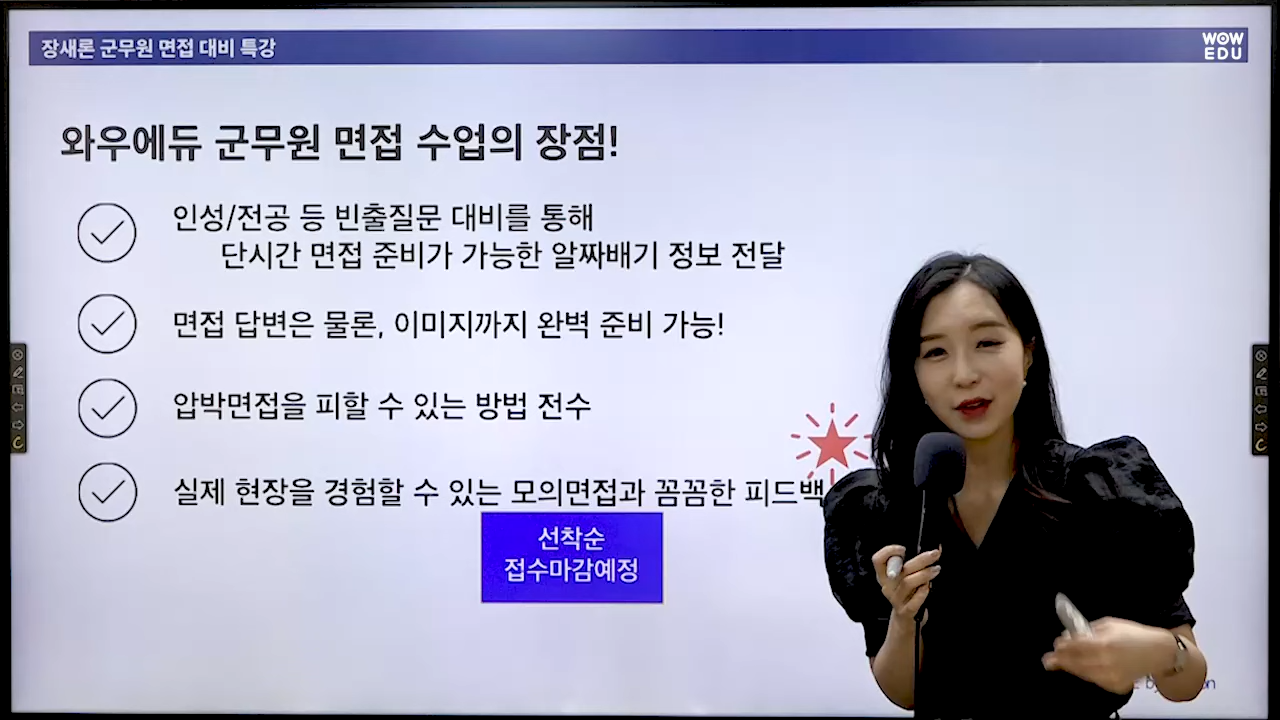 장새론 군무원 면접 대비 특강
WOW
EDU
와우에듀 군무원 면접 수업의 장점!
인성/전공 등 빈출질문 대비를 통해
단시간 면접 준비가 가능한 알짜배기 정보 전달
면접 답변은 물론, 이미지까지 완벽 준비 가능!
압박면접을 피할 수 있는 방법 전수
실제 현장을 경험할 수 있는 모의면접과 꼼꼼한 피드백
선착순
접수마감예정